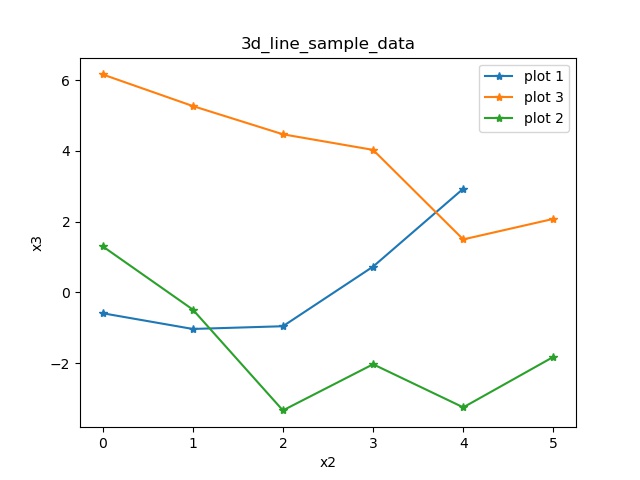 3d_line_sample_data
plot 1
plot 3
plot 2
6
4
2
0
−2
x3
0 1 2 3 4 5
x2